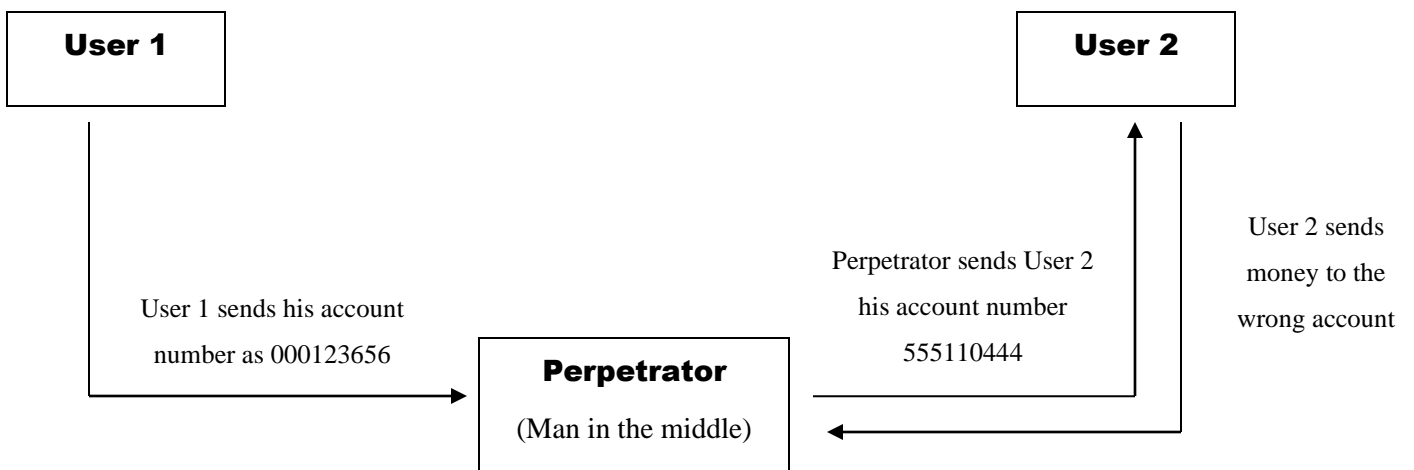 User 1
User 2
User 1 sends his account
number as 000123656
Perpetrator
(Man in the middle)
Perpetrator sends User 2
his account number
555110444
User 2 sends
money to the
wrong account